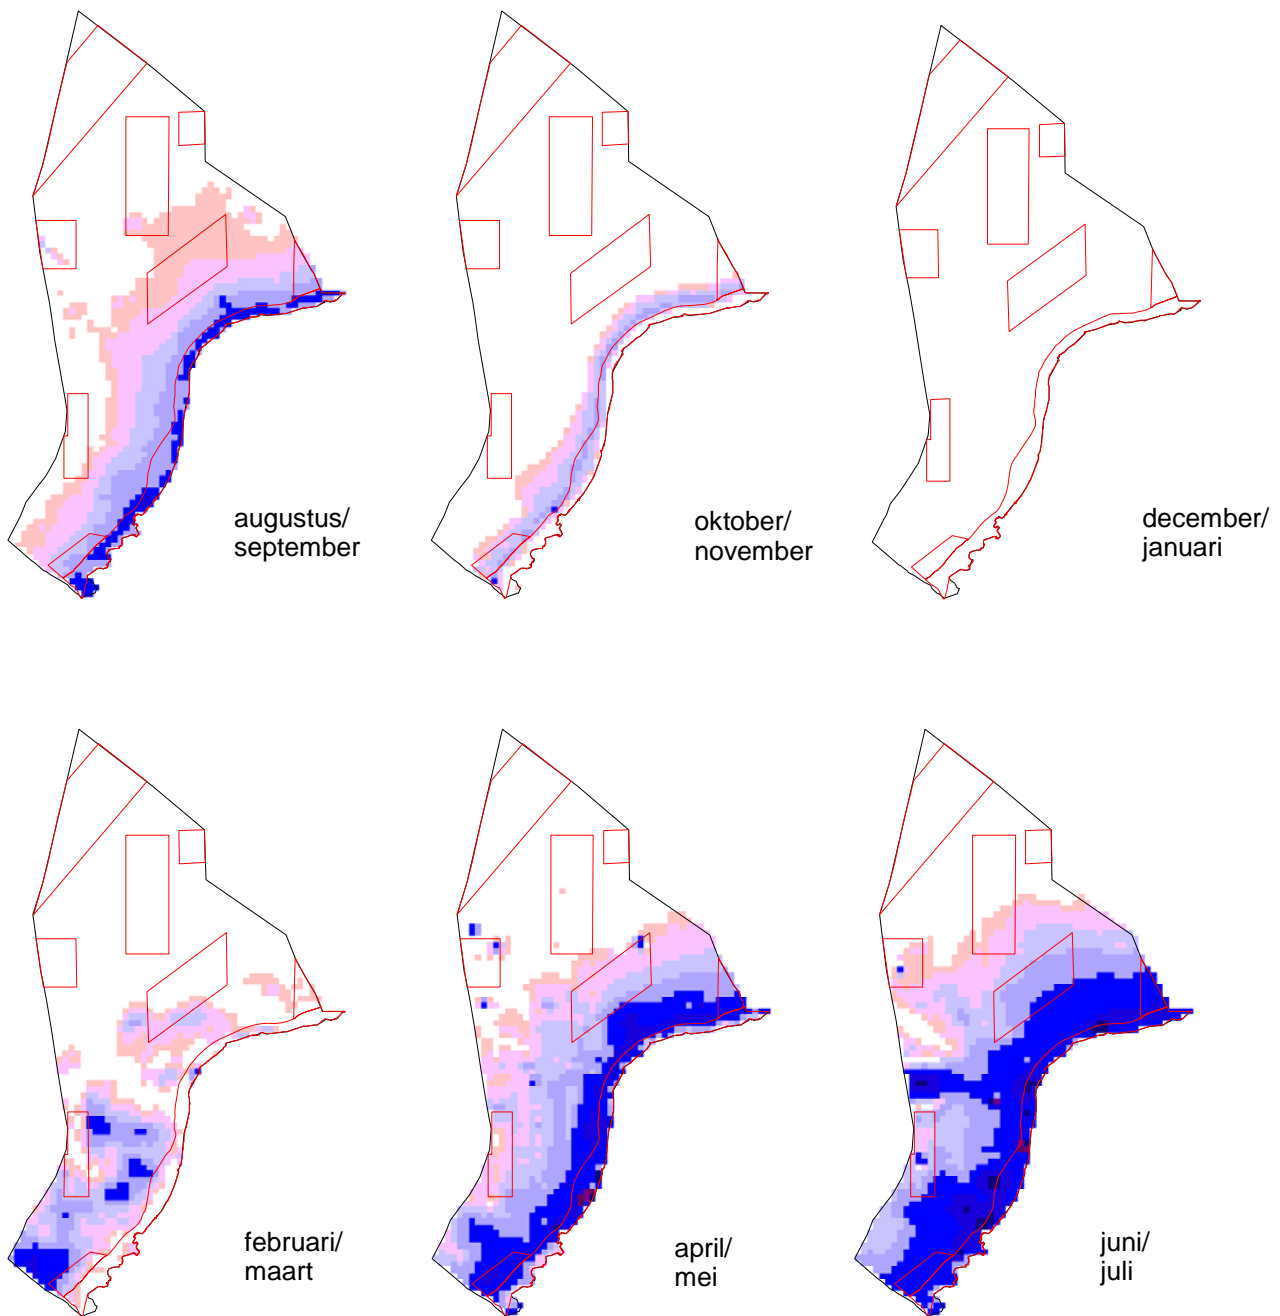 augustus/
september
oktober/
november
december/
januari
februari/
maart
april/
mei
juni/
juli